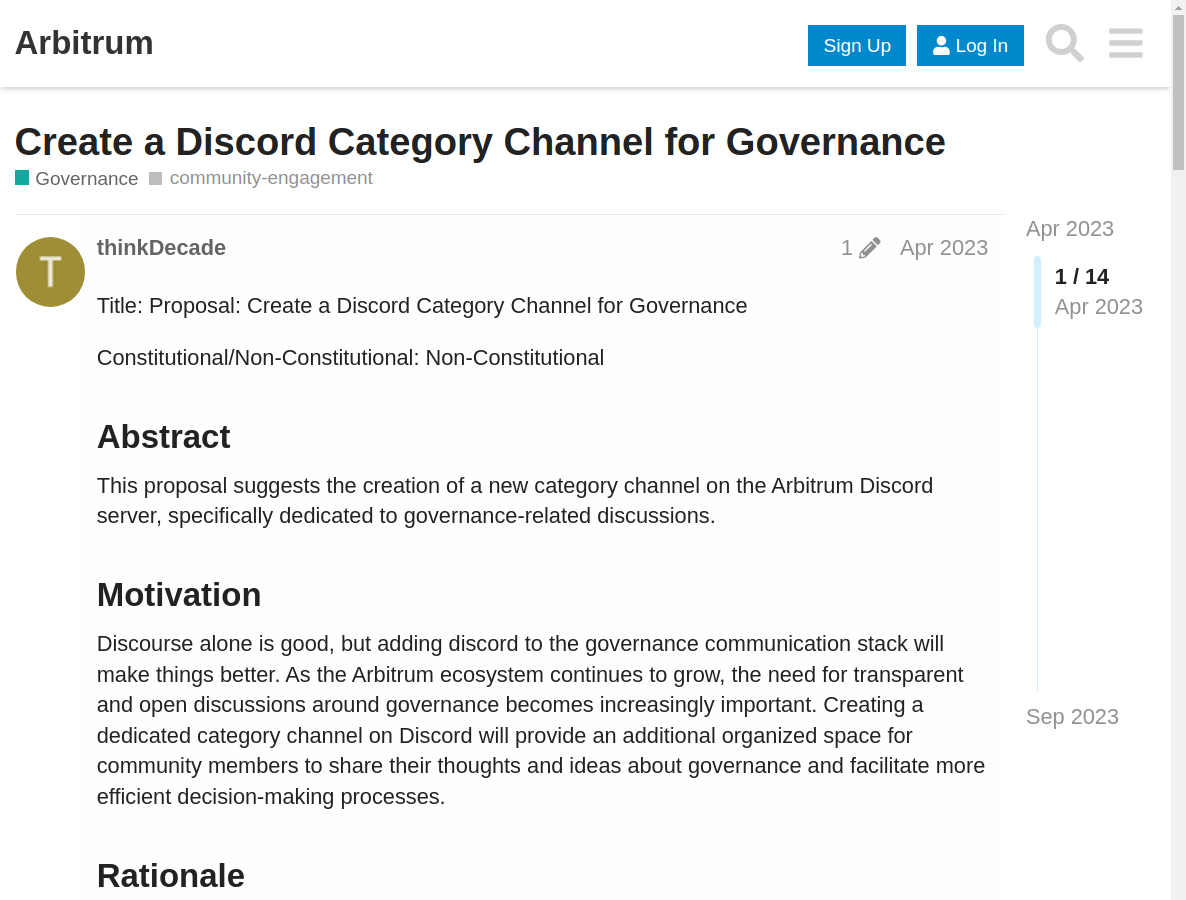 Arbitrum
Sign Up
Log In
Create a Discord Category Channel for Governance
Governance
community-engagement
T
thinkDecade
1
Apr 2023
Title: Proposal: Create a Discord Category Channel for Governance
Constitutional/Non-Constitutional: Non-Constitutional
Abstract
This proposal suggests the creation of a new category channel on the Arbitrum Discord
server, specifically dedicated to governance-related discussions.
Motivation
Discourse alone is good, but adding discord to the governance communication stack will
make things better. As the Arbitrum ecosystem continues to grow, the need for transparent
and open discussions around governance becomes increasingly important. Creating a
dedicated category channel on Discord will provide an additional organized space for
community members to share their thoughts and ideas about governance and facilitate more
efficient decision-making processes.
Rationale
Apr 2023
1 / 14
Apr 2023
Sep 2023